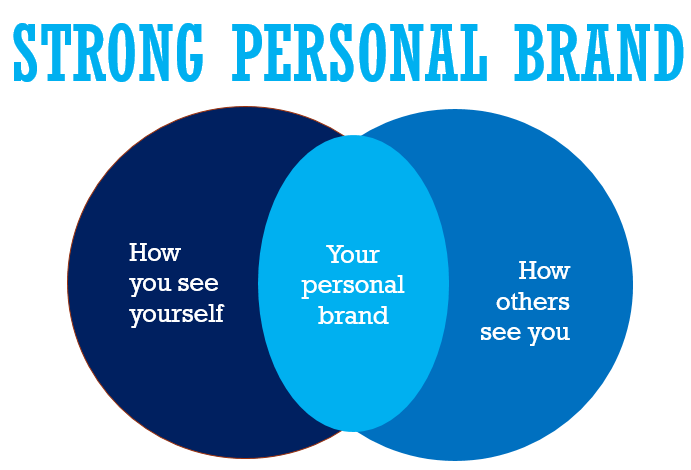 STRONG PERSONAL BRAND
How
you see
yourself
Your
personal
brand
How
others
see you